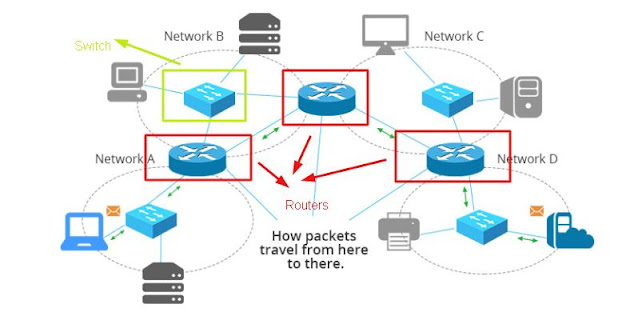 Network B
Network C
Switch
Network A
Network D
Routers
How packets
travel from here
to there.